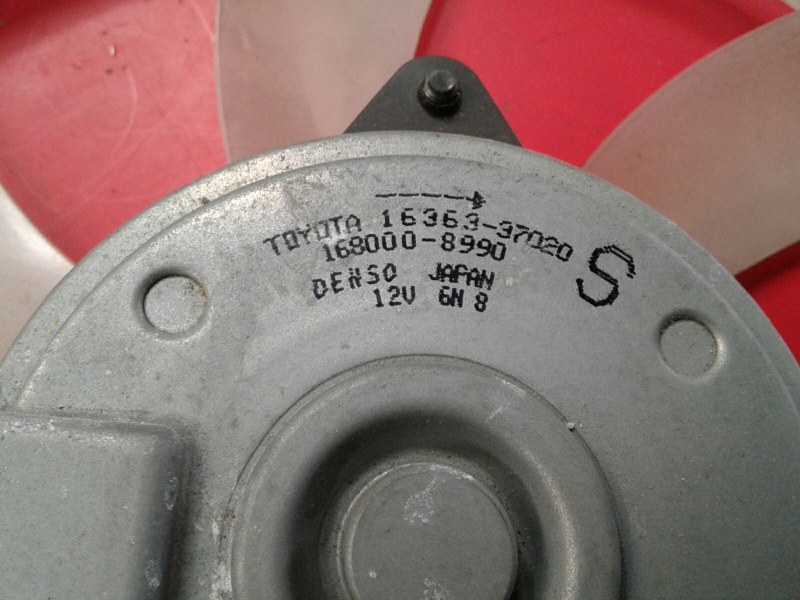 TOYOTA 16363-37020
168000-8990
DENSO JAPAN
12V 6N 8
S